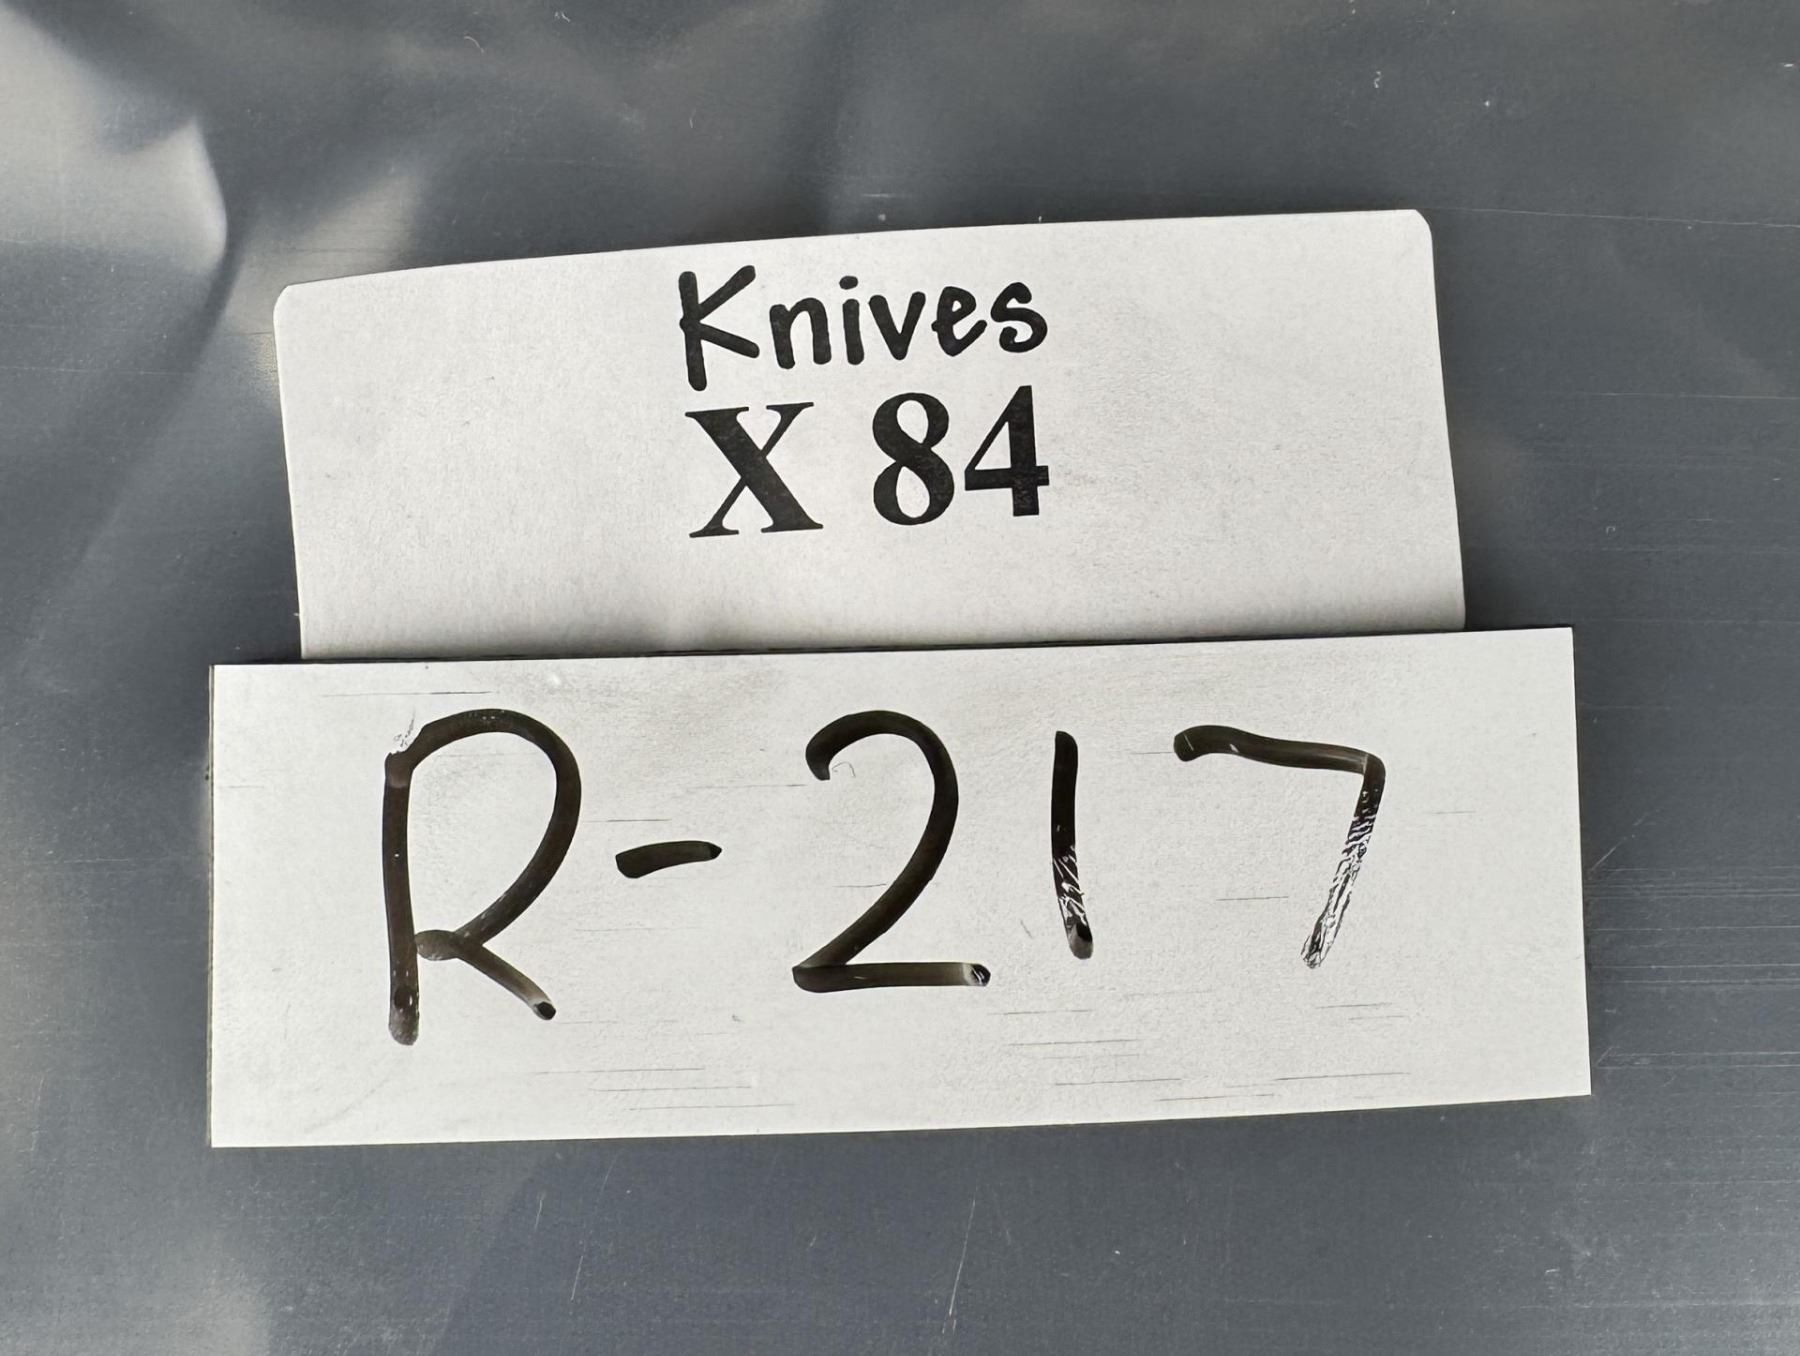 Knives
X 84
R-217